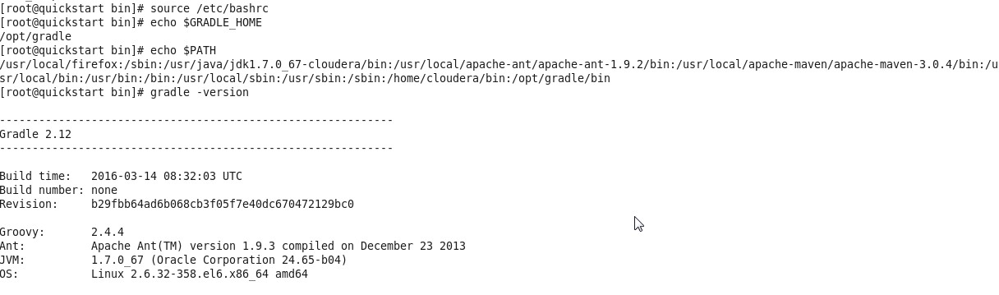 [root@quickstart bin]# source /etc/bashrc
[root@quickstart bin]# echo $GRADLE_HOME
/opt/gradle
[root@quickstart bin]# echo $PATH
/usr/local/firefox:/sbin:/usr/java/jdk1.7.0_67-cloudera/bin:/usr/local/apache-ant/apache-ant-1.9.2/bin:/usr/local/apache-maven/apache-maven-3.0.4/bin:/u
sr/local/bin:/usr/bin:/bin:/usr/local/sbin:/usr/sbin:/sbin:/home/cloudera/bin:/opt/gradle/bin
[root@quickstart bin]# gradle -version
------------------------------------------------------------
Gradle 2.12
------------------------------------------------------------
Build time:   2016-03-14 08:32:03 UTC
Build number: none
Revision:     b29fbb64ad6b068cb3f05f7e40dc670472129bc0
Groovy:       2.4.4
Ant:          Apache Ant(TM) version 1.9.3 compiled on December 23 2013
JVM:          1.7.0_67 (Oracle Corporation 24.65-b04)
OS:           Linux 2.6.32-358.el6.x86_64 amd64